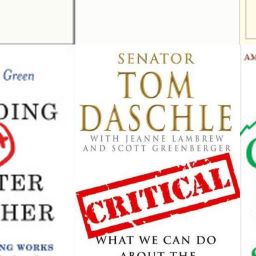 Green
DING
TER
HER
NG WORKS
SENATOR
TOM
DASCHLE
WITH JEANNE LAMBREW
AND SCOTT GREENBERGER
CRITICAL
WHAT WE CAN DO
ABOUT THE
AM